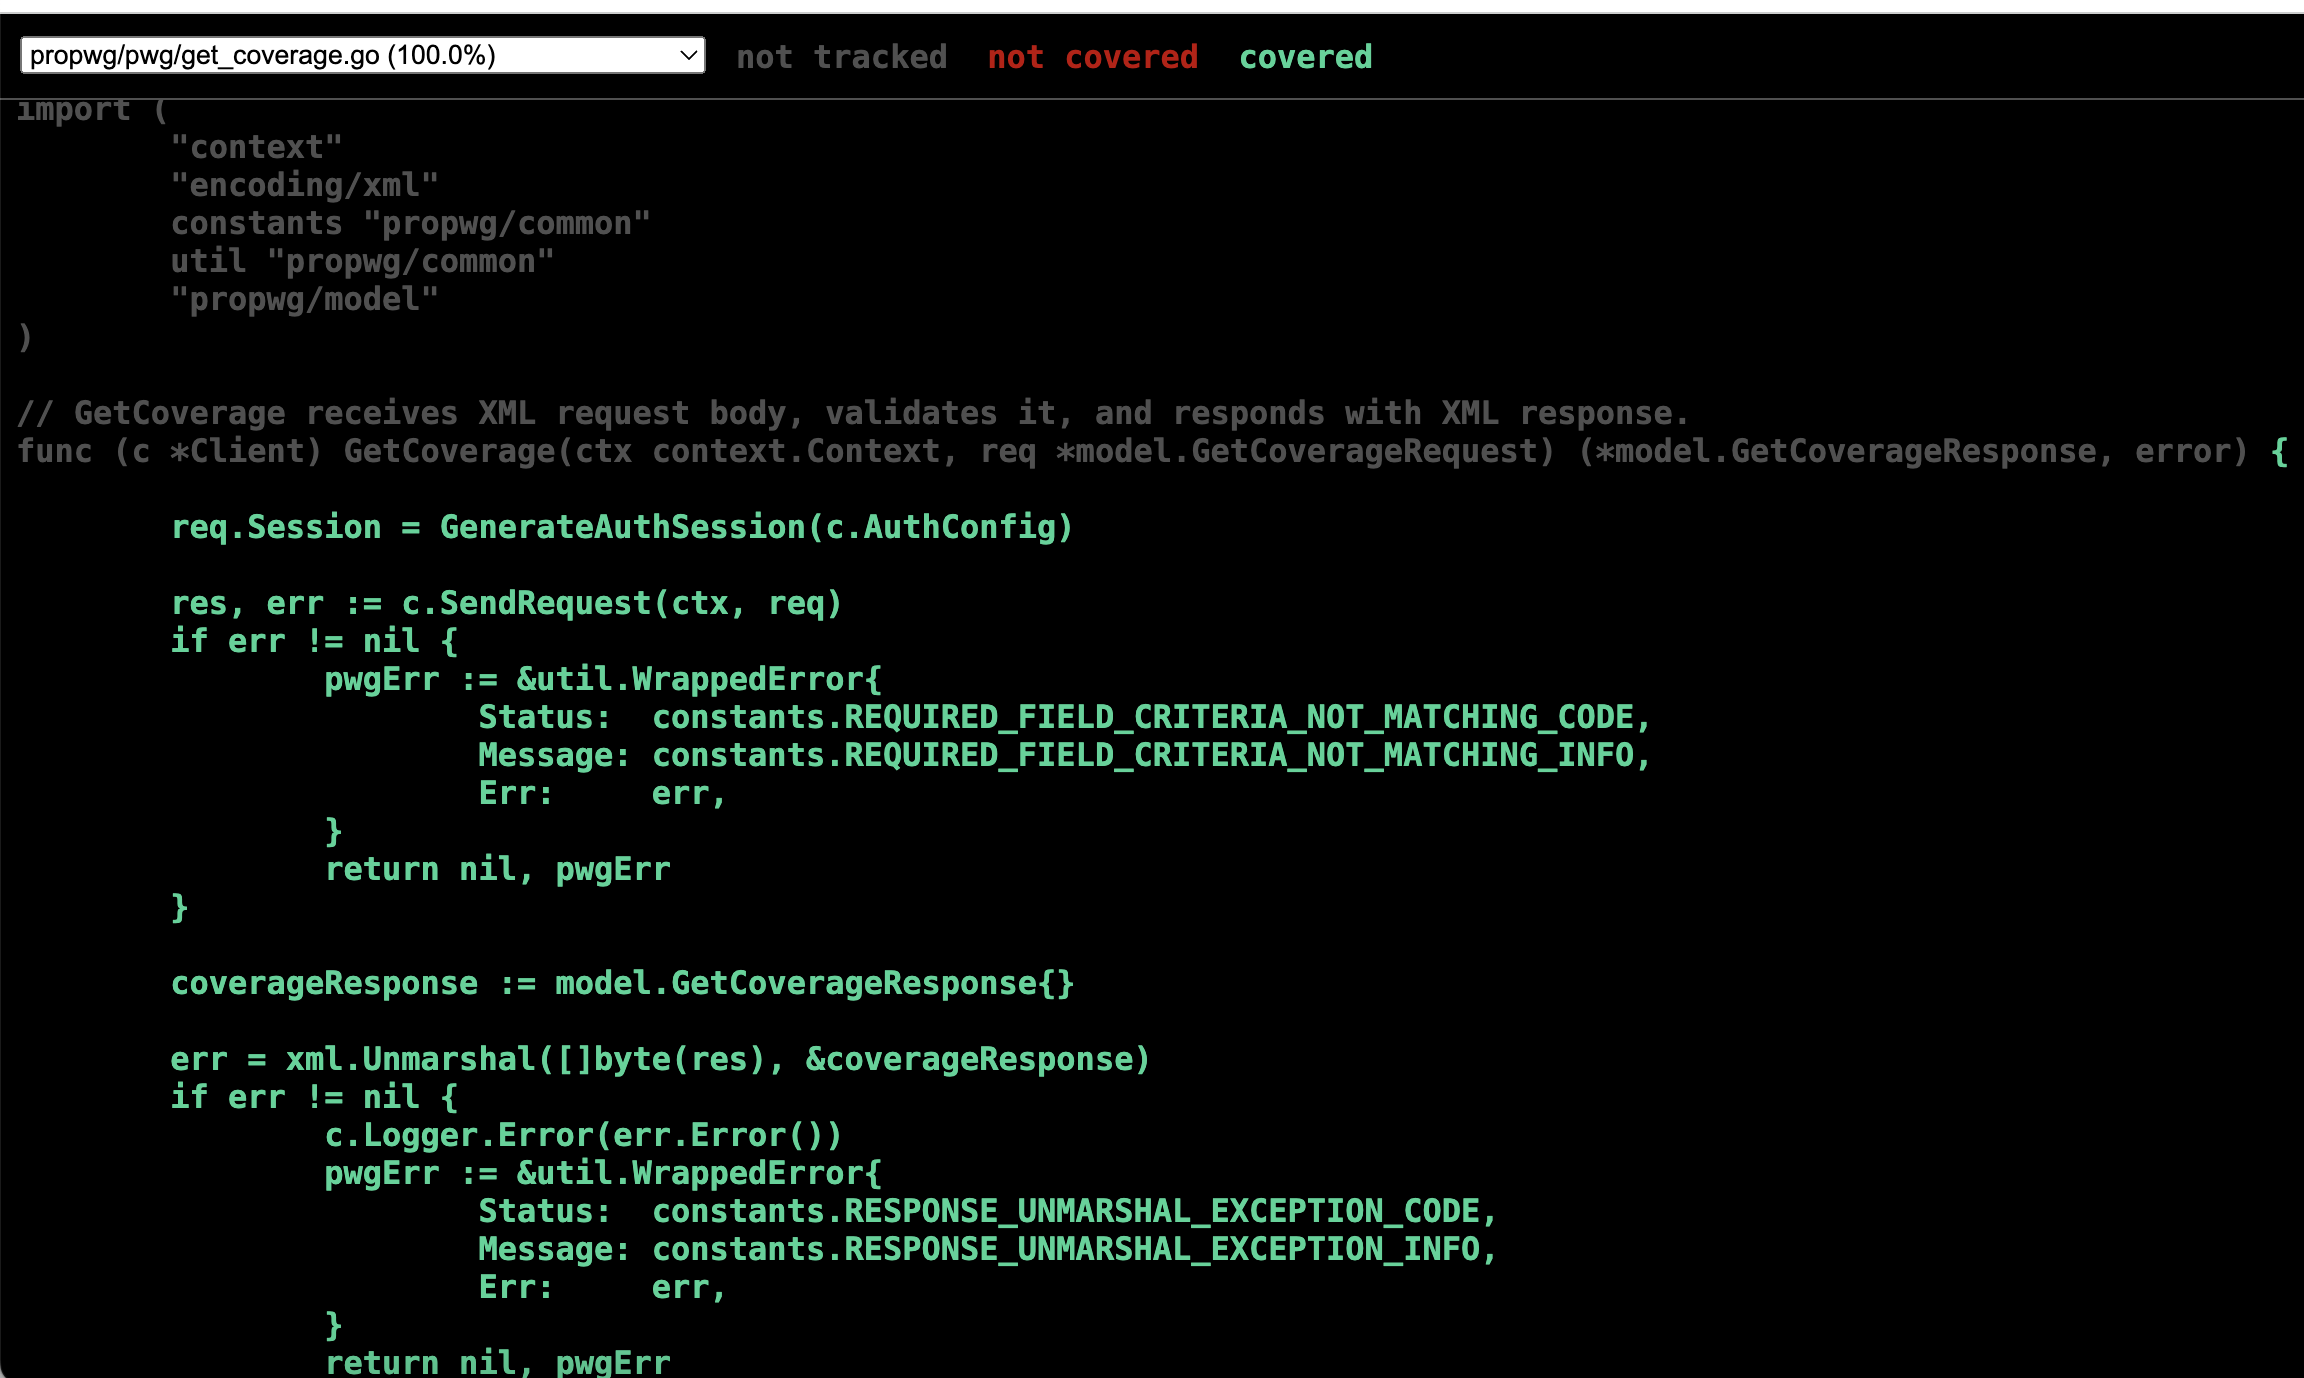 propwg/pwg/get_coverage.go (100.0%) not tracked not covered covered
import (
"context"
"encoding/xml"
constants "propwg/common"
util "propwg/common"
"propwg/model"
)
// GetCoverage receives XML request body, validates it, and responds with XML response.
func (c *Client) GetCoverage(ctx context.Context, req *model.GetCoverageRequest) (*model.GetCoverageResponse, error) {
req.Session = GenerateAuthSession(c.AuthConfig)
res, err := c.SendRequest(ctx, req)
if err != nil {
pwgErr := &util.WrappedError{
Status:  constants.REQUIRED_FIELD_CRITERIA_NOT_MATCHING_CODE,
Message: constants.REQUIRED_FIELD_CRITERIA_NOT_MATCHING_INFO,
Err:     err,
}
return nil, pwgErr
}
coverageResponse := model.GetCoverageResponse{}
err = xml.Unmarshal([]byte(res), &coverageResponse)
if err != nil {
c.Logger.Error(err.Error())
pwgErr := &util.WrappedError{
Status:  constants.RESPONSE_UNMARSHAL_EXCEPTION_CODE,
Message: constants.RESPONSE_UNMARSHAL_EXCEPTION_INFO,
Err:     err,
}
return nil, pwgErr